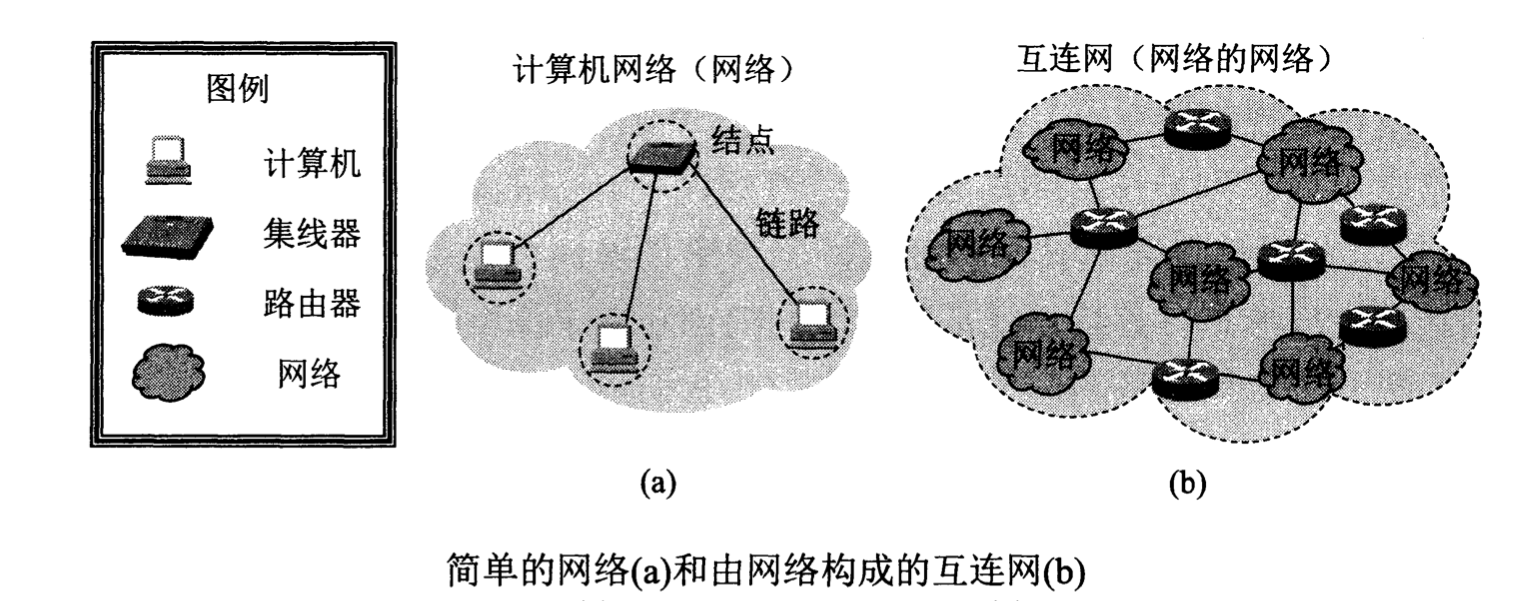 图例
计算机
集线器
路由器
网络
计算机网络（网络）
结点
链路
(a)
互连网（网络的网络）
网络
网络
网络
网络
网络
网络
网络
(b)
简单的网络(a)和由网络构成的互连网(b)